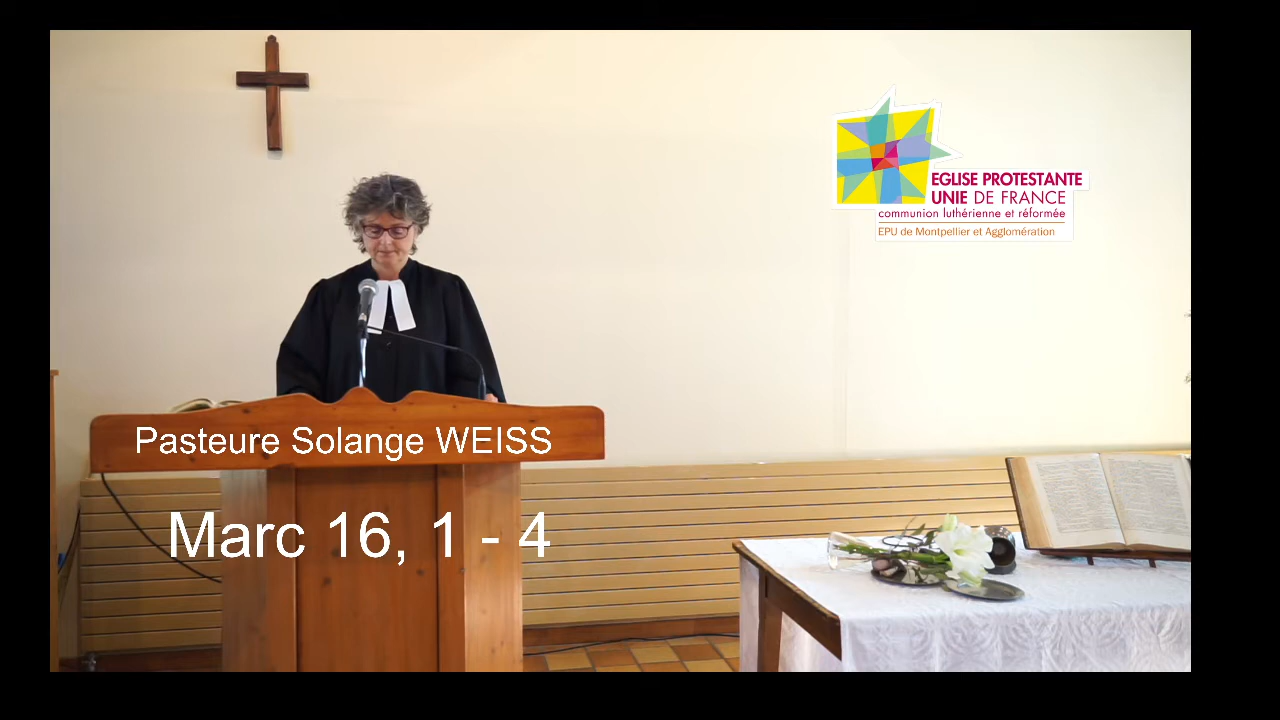 EGLISE PROTESTANTE
UNIE DE FRANCE
communion luthérienne et réformée
EPU de Montpellier et Agglomération
Pasteure Solange WEISS
Marc 16, 1 - 4